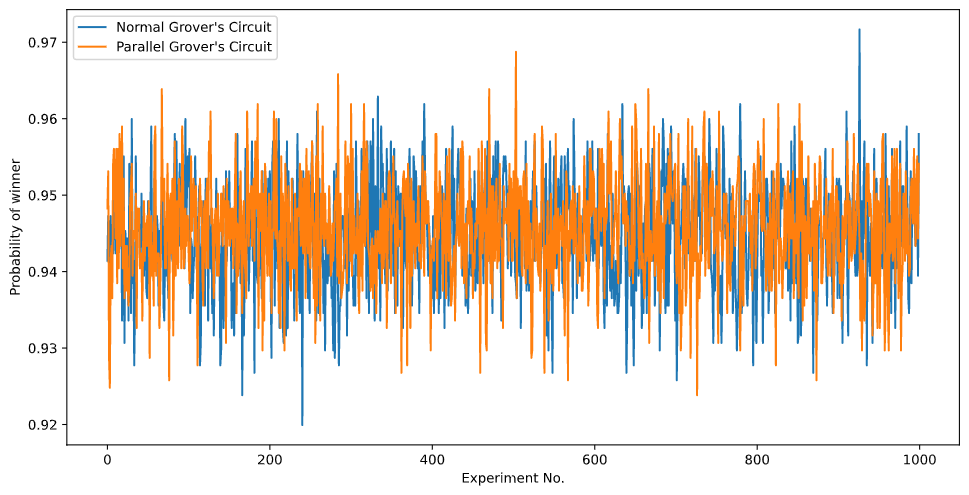 Normal Grover's Circuit
Parallel Grover's Circuit
0.97
0.96
0.95
0.94
0.93
0.92
Probability of winner
0 200 400 600 800 1000
Experiment No.